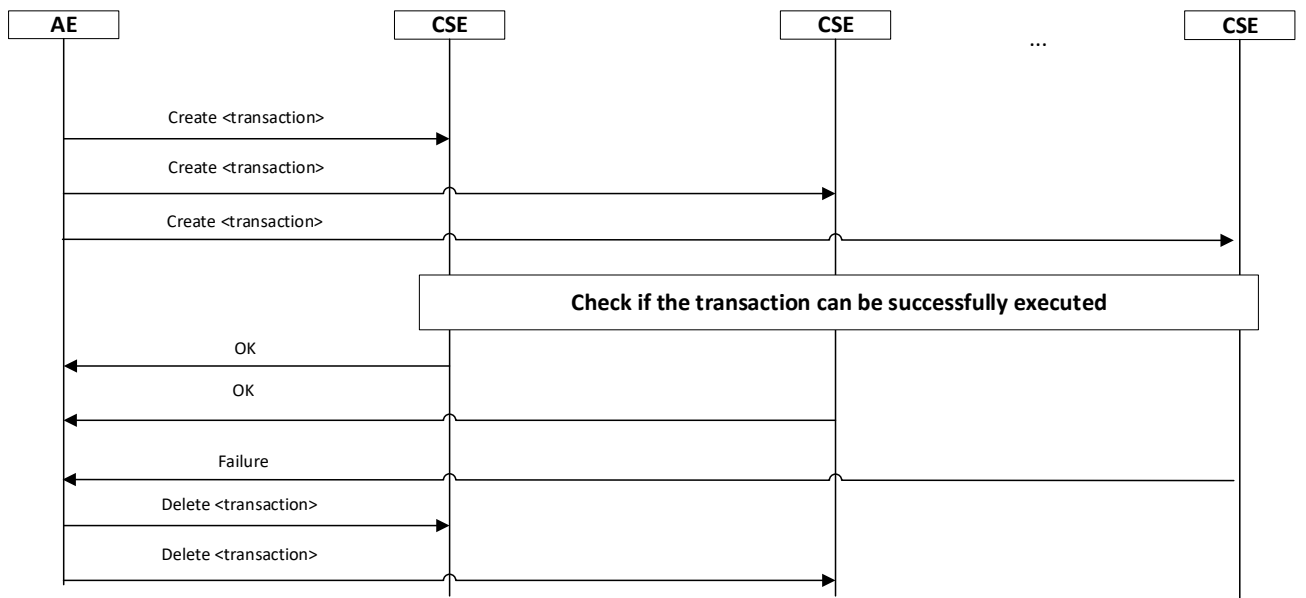 AE
CSE
CSE
...
CSE
Create <transaction>
Create <transaction>
Create <transaction>
Check if the transaction can be successfully executed
OK
OK
Failure
Delete <transaction>
Delete <transaction>